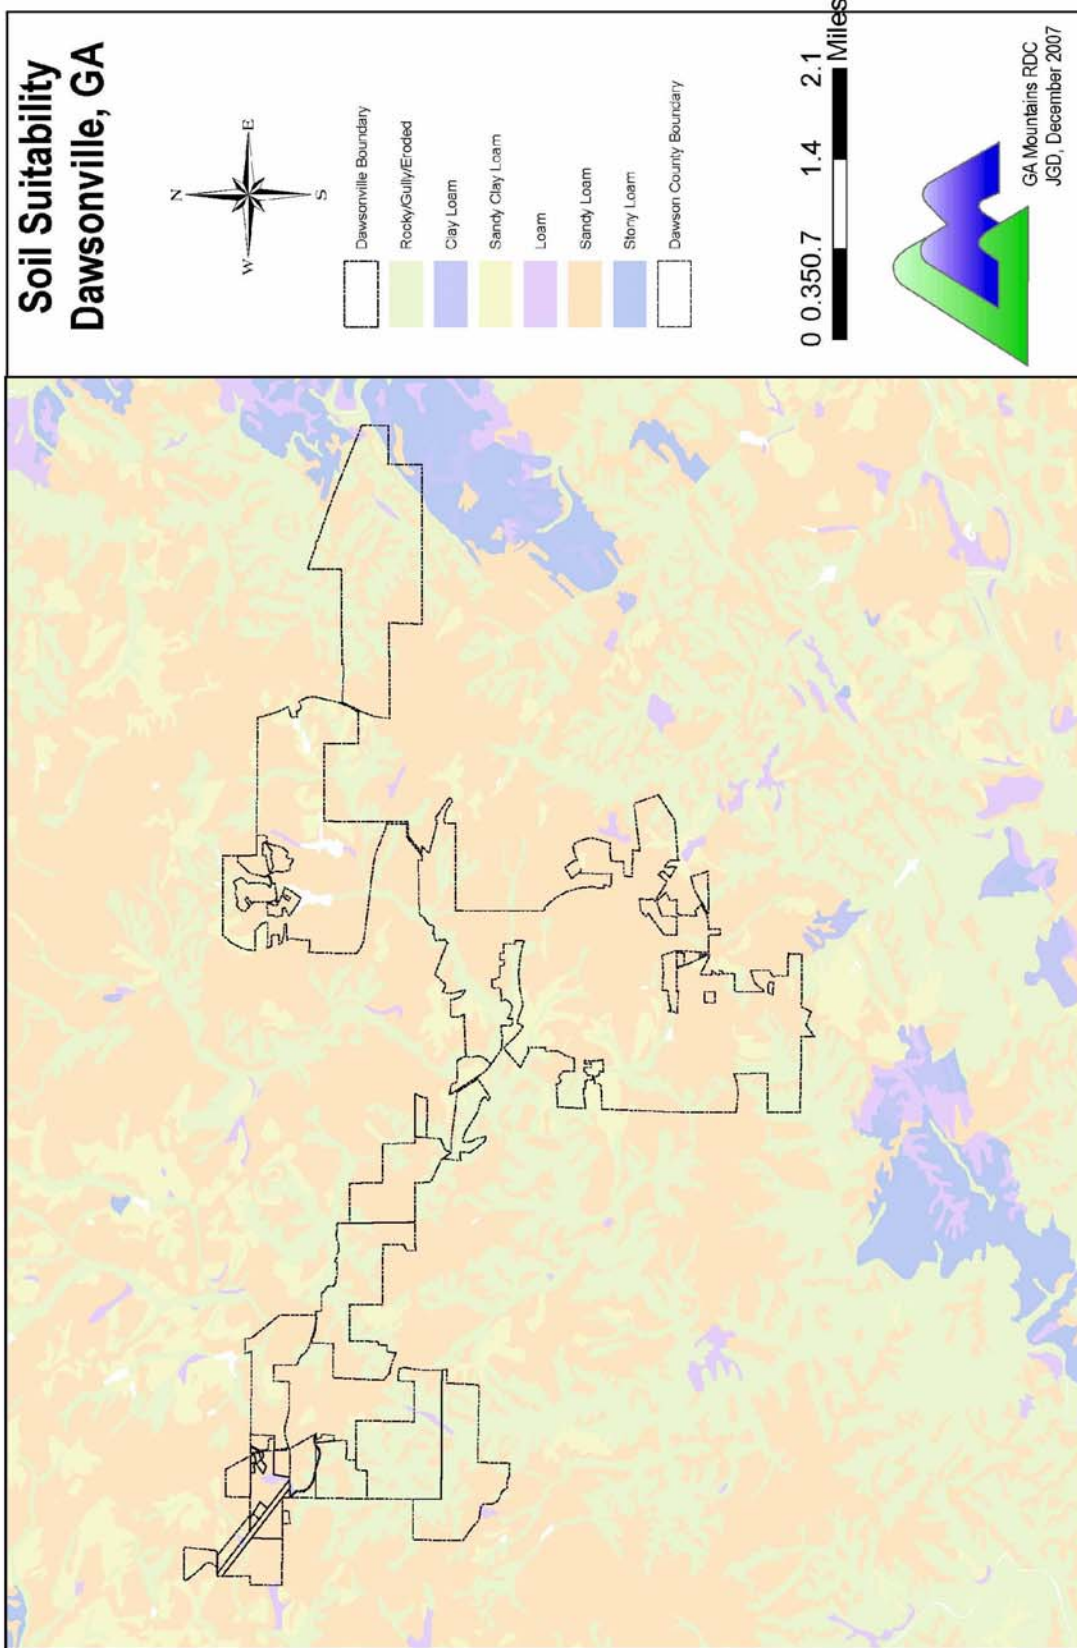 Soil Suitability
Dawsonville, GA
N
W
E
S
Dawsonville Boundary
Rocky/Gully/Eroded
Clay Loam
Sandy Clay Loam
Loam
Sandy Loam
Stony Loam
Dawson County Boundary
0 0.350.7 1.4 2.1
Miles
GA Mountains RDC
JGD, December 2007